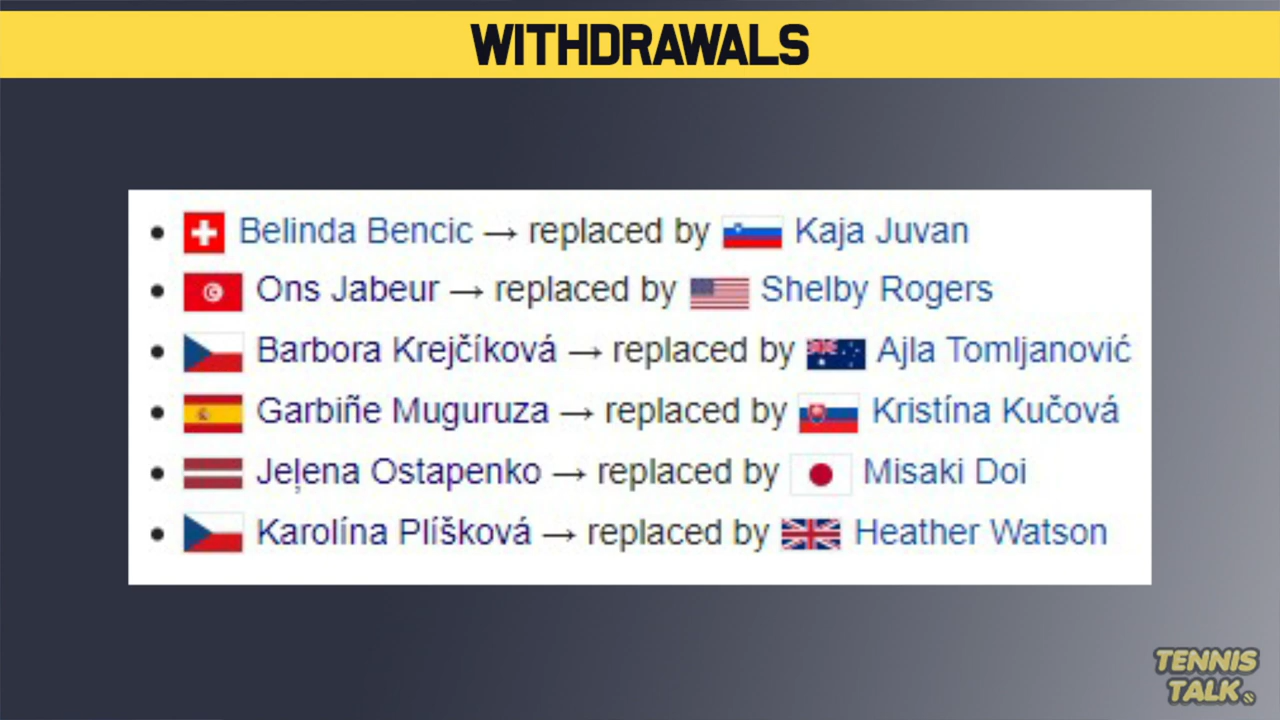 WITHDRAWALS
• Belinda Bencic → replaced by Kaja Juvan
• Ons Jabeur → replaced by Shelby Rogers
• Barbora Krejčíková → replaced by Ajla Tomljanović
• Garbiñe Muguruza → replaced by Kristína Kučová
• Jeļena Ostapenko → replaced by Misaki Doi
• Karolína Plíšková → replaced by Heather Watson
TENNIS
TALK